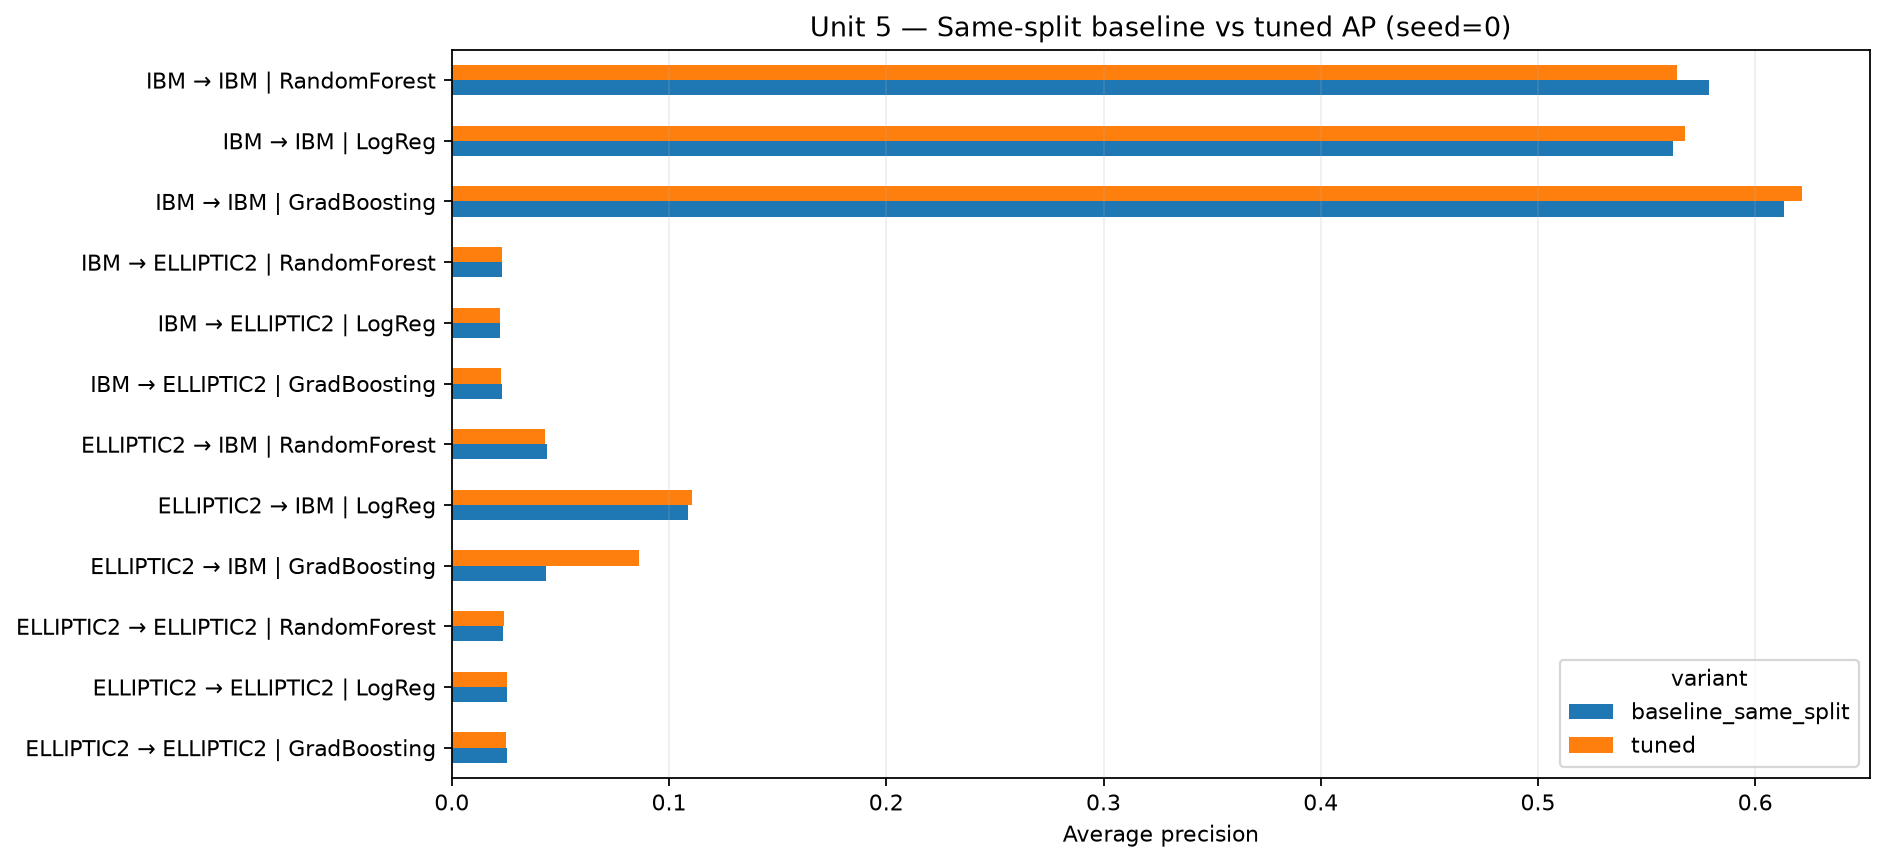 Unit 5 — Same-split baseline vs tuned AP (seed=0)
IBM → IBM | RandomForest
IBM → IBM | LogReg
IBM → IBM | GradBoosting
IBM → ELLIPTIC2 | RandomForest
IBM → ELLIPTIC2 | LogReg
IBM → ELLIPTIC2 | GradBoosting
ELLIPTIC2 → IBM | RandomForest
ELLIPTIC2 → IBM | LogReg
ELLIPTIC2 → IBM | GradBoosting
ELLIPTIC2 → ELLIPTIC2 | RandomForest
ELLIPTIC2 → ELLIPTIC2 | LogReg
ELLIPTIC2 → ELLIPTIC2 | GradBoosting
variant
baseline_same_split
tuned
0.0 0.1 0.2 0.3 0.4 0.5 0.6
Average precision